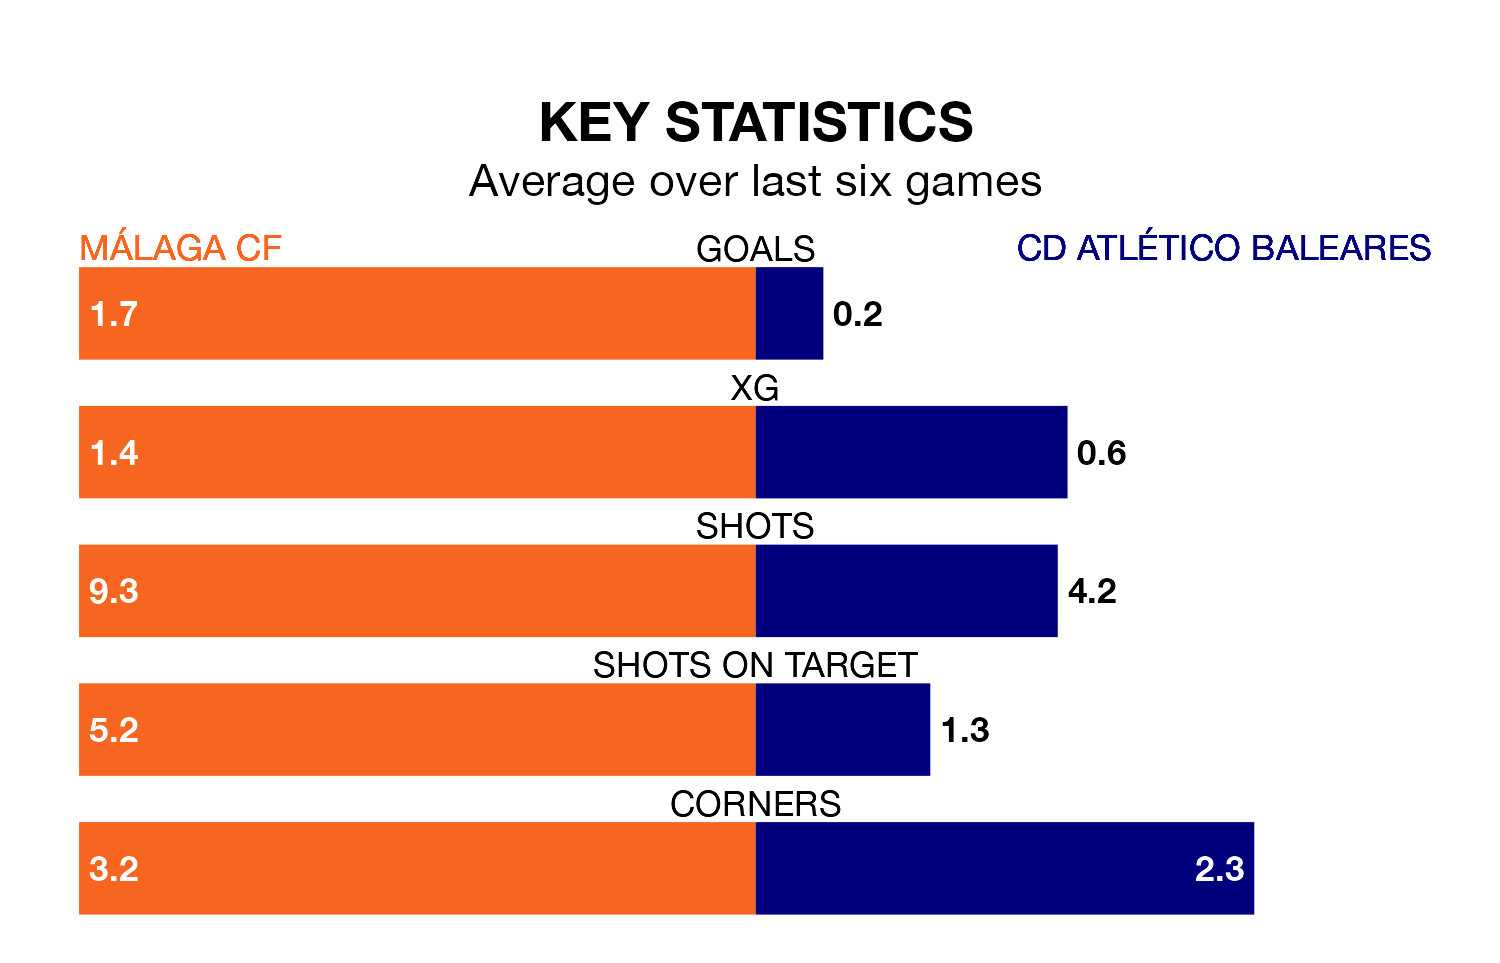 KEY STATISTICS
Average over last six games
MÁLAGA CF GOALS CD ATLÉTICO BALEARES
1.7 0.2
XG
1.4 0.6
SHOTS
9.3 4.2
SHOTS ON TARGET
5.2 1.3
CORNERS
3.2 2.3